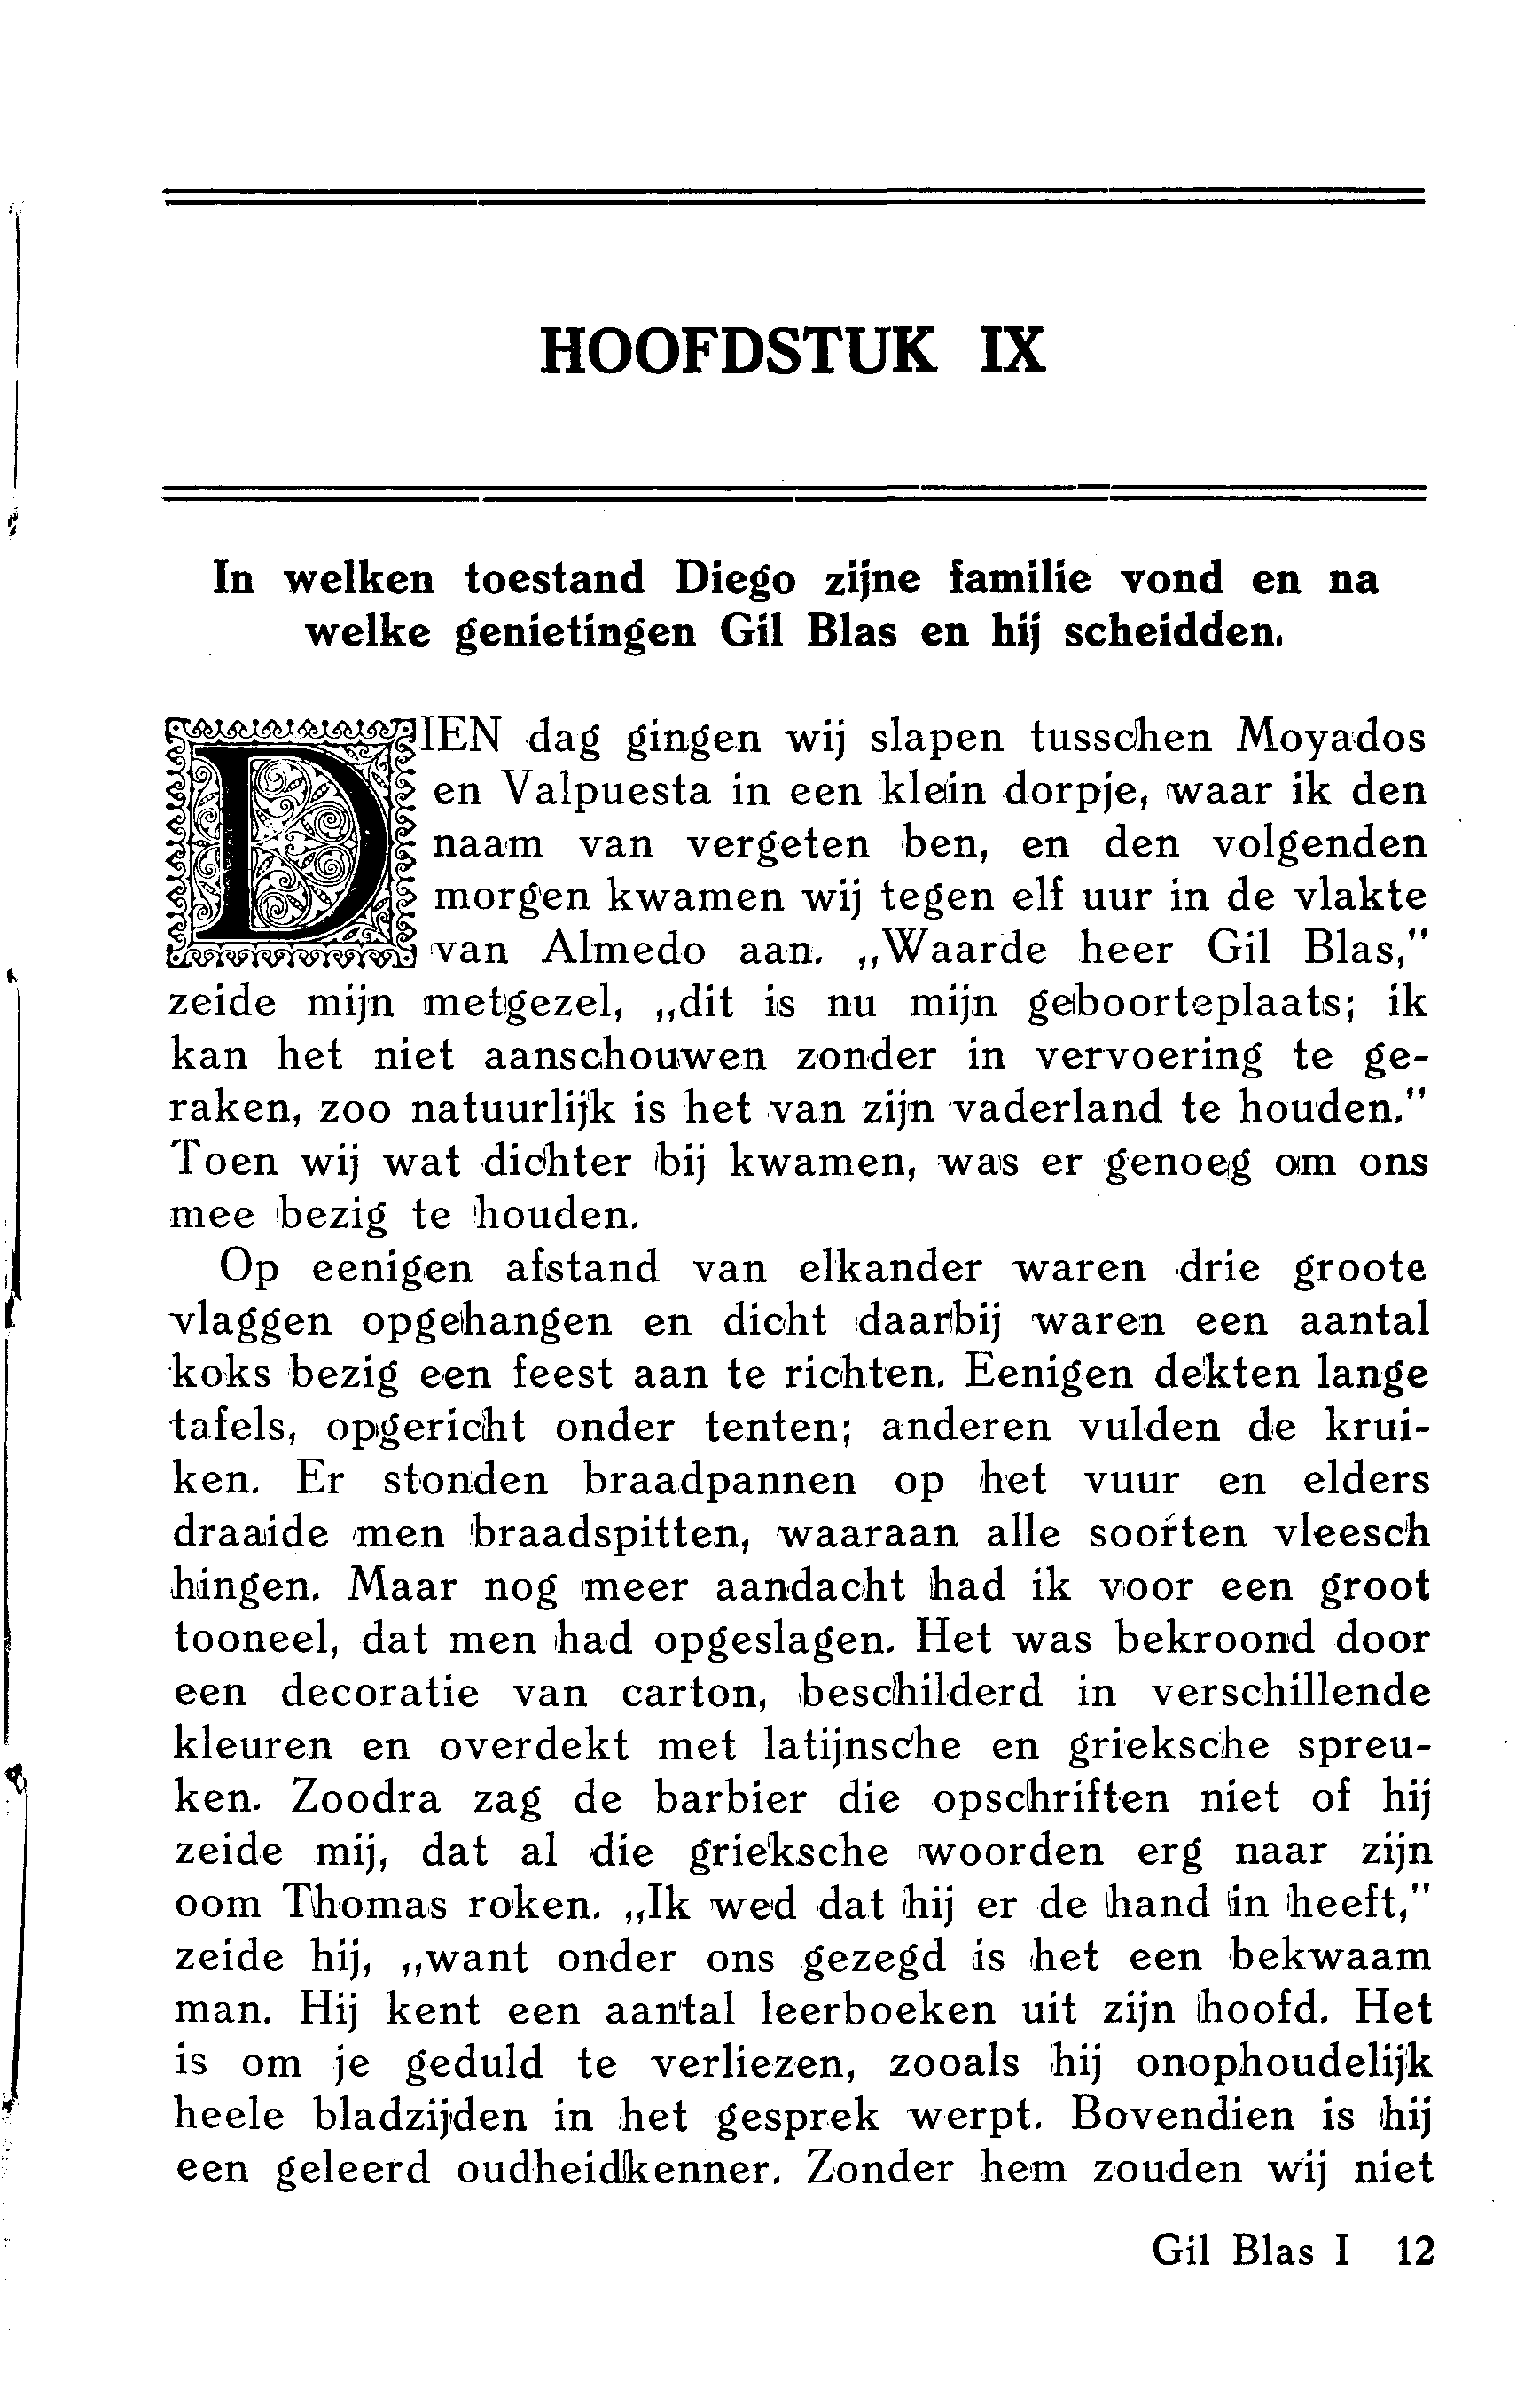 HOOFDSTUK IX
In welken toestand Diego zijne familie vond en na
welke genietingen Gil Blas en hij scheidden.
DIEN dag gingen wij slapen tusschen Moyados
en Valpuesta in een klein dorpje, waar ik den
naam van vergeten ben, en den volgenden
morgen kwamen wij tegen elf uur in de vlakte
van Almedo aan. „Waarde heer Gil Blas,"
zeide mijn metgezel, „dit is nu mijn geboorteplaats; ik
kan het niet aanschouwen zonder in vervoering te ge-
raken, zoo natuurlijk is het van zijn vaderland te houden."
Toen wij wat dichter bij kwamen, was er genoeg om ons
mee bezig te houden.
Op eenigen afstand van elkander waren drie groote
vlaggen opgehangen en dicht daarbij waren een aantal
koks bezig een feest aan te richten. Eenigen dekten lange
tafels, opgericht onder tenten; anderen vulden de krui-
ken. Er stonden braadpannen op het vuur en elders
draaide men braadspitten, waaraan alle soorten vleesch
hingen. Maar nog meer aandacht had ik voor een groot
tooneel, dat men had opgeslagen. Het was bekroond door
een decoratie van carton, beschilderd in verschillende
kleuren en overdekt met latijnsche en grieksche spreu-
ken. Zoodra zag de barbier die opschriften niet of hij
zeide mij, dat al die grieksche woorden erg naar zijn
oom Thomas roken. „Ik wed dat hij er de hand in heeft,"
zeide hij, „want onder ons gezegd is het een bekwaam
man. Hij kent een aantal leerboeken uit zijn hoofd. Het
is om je geduld te verliezen, zooals hij onophoudelijk
heele bladzijden in het gesprek werpt. Bovendien is hij
een geleerd oudheidkenner. Zonder hem zouden wij niet
Gil Blas I 12